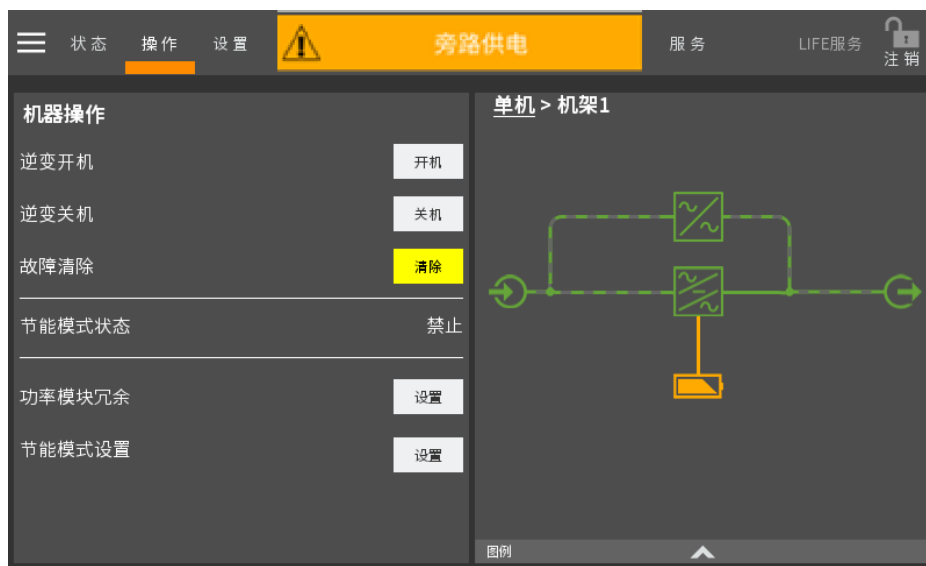 状态 操作 设置 旁路供电 服务 LIFE服务 注销
机器操作
逆变开机 开机
逆变关机 关机
故障清除 清除
节能模式状态 禁止
功率模块冗余 设置
节能模式设置 设置
单机 > 机架1
图例